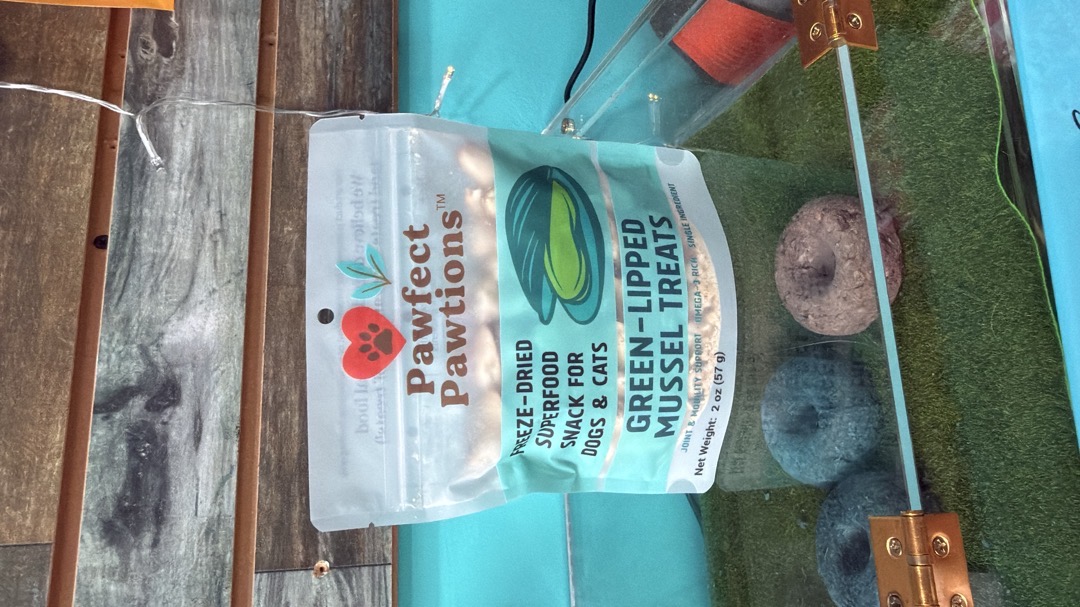 Pawfect
Pawtions™
FREEZE-DRIED
SUPERFOOD
SNACK FOR
DOGS & CATS
GREEN-LIPPED
MUSSEL TREATS
JOINT & MOBILITY SUPPORT OMEGA-3 RICH SINGLE INGREDIENT
Net Weight: 2 oz (57 g)